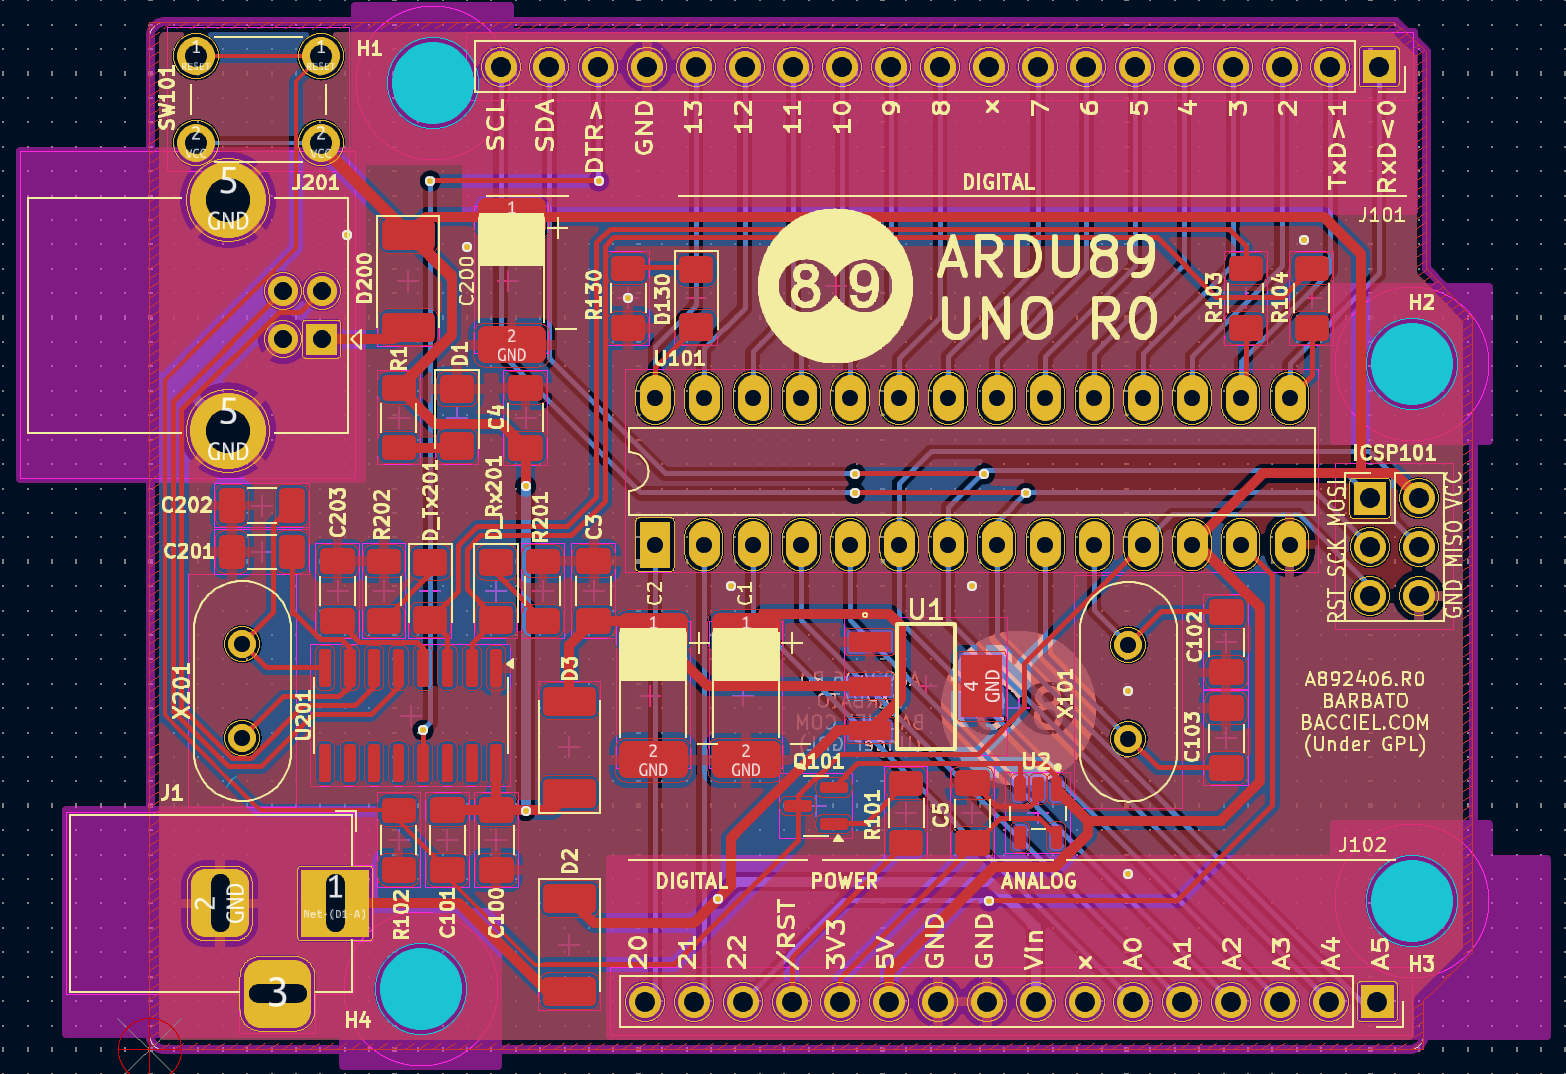 H1
1
RESET
1
RESET
SW101
2
VCC
2
VCC
SCL
SDA
DTR>
GND
13
12
11
10
9
8
x
7
6
5
4
3
2
TxD>1
RxD<0
DIGITAL
J101
J201
5
GND
5
GND
D200
C200
1
2
GND
R130
D130
89
ARDU89
UNO R0
R103
R104
H2
U101
R1
D1
C4
ICSP101
MOSI
VCC
SCK
MISO
RST
GND
C202
C201
C203
R202
D_Tx201
D_Rx201
R201
C3
C2
C1
U1
1
2
GND
1
2
GND
4
GND
X201
U201
D3
X101
C102
C103
A892406.R0
BARBATO
BACCIEL.COM
(Under GPL)
Q101
U2
R101
C5
J1
J102
D2
DIGITAL
POWER
ANALOG
2
GND
1
Net-(D1-A)
3
R102
C101
C100
20
21
22
/RST
3V3
5V
GND
GND
Vin
x
A0
A1
A2
A3
A4
A5
H3
H4